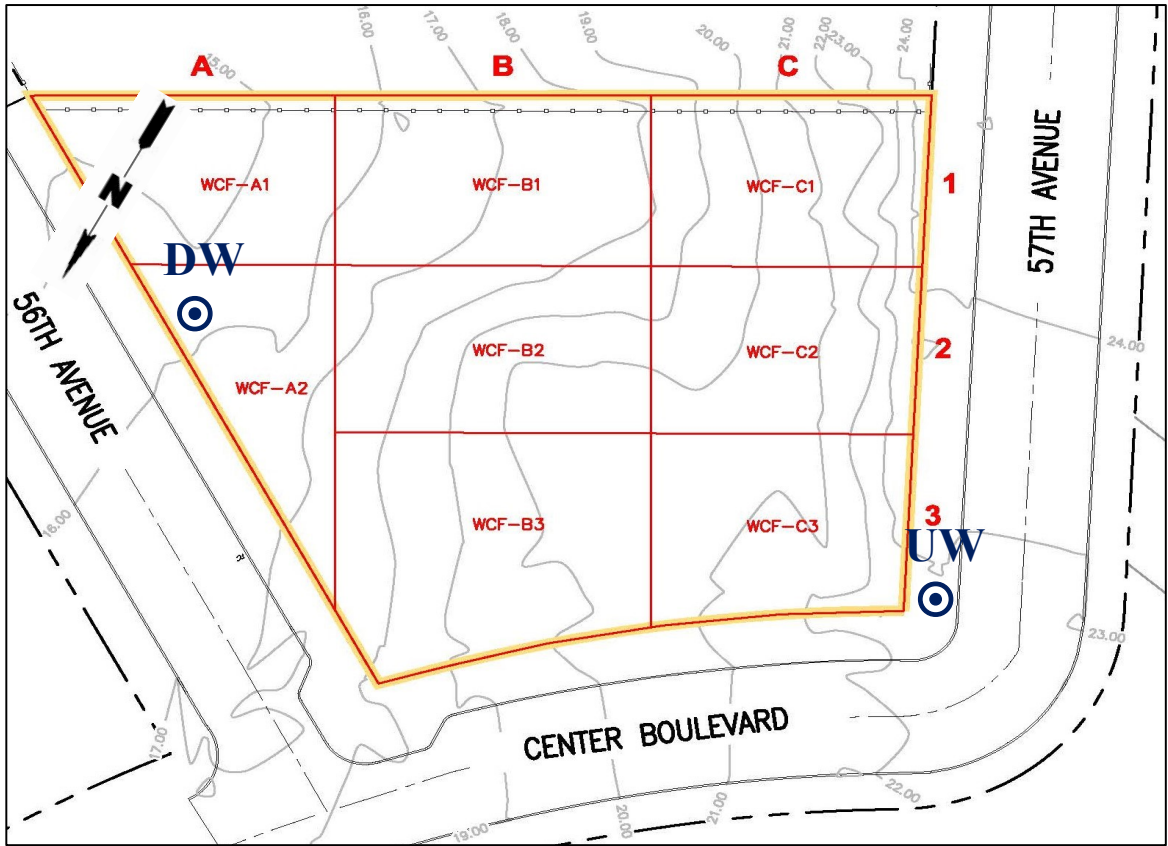 16.00
17.00
18.00
19.00
20.00
21.00
22.00
23.00
24.00
A
B
C
15.00
WCF-A1
WCF-B1
WCF-C1
1
57TH AVENUE
N
DW
56TH AVENUE
WCF-A2
WCF-B2
WCF-C2
2
24.00
16.00
WCF-B3
WCF-C3
3
UW
23.00
17.00
CENTER BOULEVARD
22.00
21.00
20.00
19.00